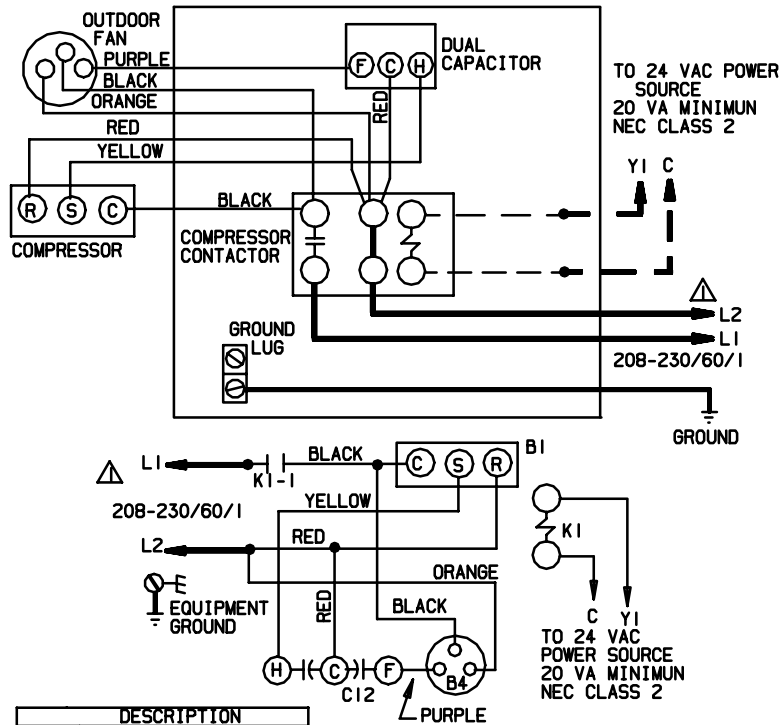 OUTDOOR
FAN
PURPLE
BLACK
ORANGE
RED
YELLOW
F C H
DUAL
CAPACITOR
RED
TO 24 VAC POWER
SOURCE
20 VA MINIMUN
NEC CLASS 2
Y1 C
R S C
COMPRESSOR
BLACK
COMPRESSOR
CONTACTOR
1
L2
L1
208-230/60/1
GROUND
LUG
GROUND
1
L1
K1-1
BLACK
C S R
B1
208-230/60/1
YELLOW
L2
RED
EQUIPMENT
GROUND
RED
BLACK
ORANGE
H C F
C12
B4
PURPLE
K1
C Y1
TO 24 VAC
POWER SOURCE
20 VA MINIMUN
NEC CLASS 2
DESCRIPTION